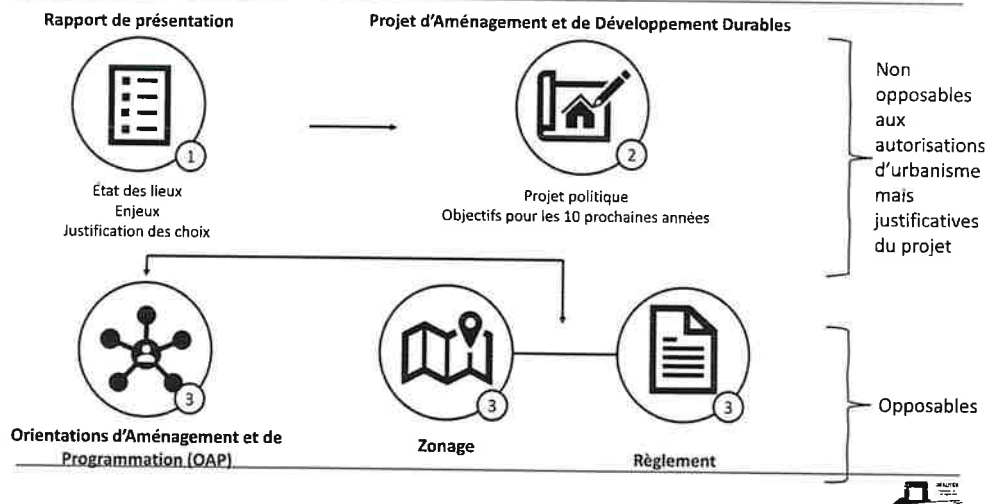 Rapport de présentation
Projet d'Aménagement et de Développement Durables
1
2
État des lieux
Enjeux
Justification des choix
Projet politique
Objectifs pour les 10 prochaines années
Non
opposables
aux
autorisations
d'urbanisme
mais
justificatives
du projet
3
3
3
Orientations d'Aménagement et de
Programmation (OAP)
Zonage
Règlement
Opposables